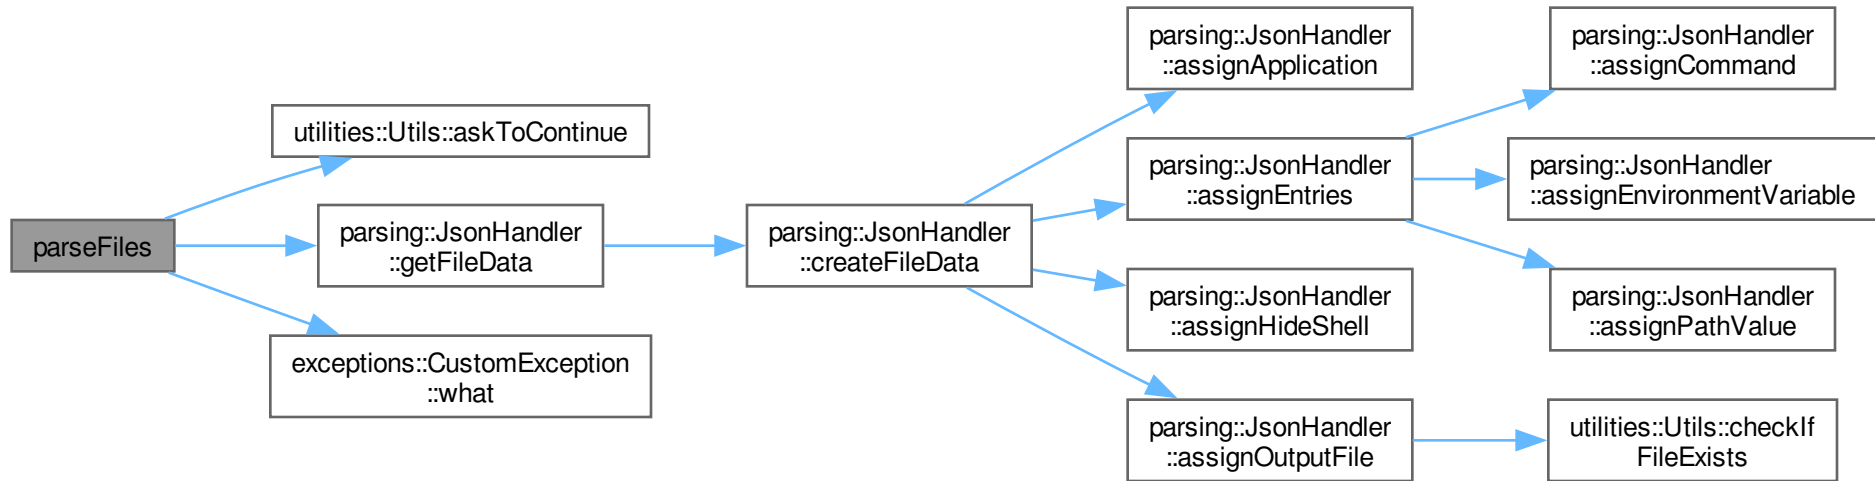 parseFiles
utilities::Utils::askToContinue
parsing::JsonHandler
::getFileData
exceptions::CustomException
::what
parsing::JsonHandler
::createFileData
parsing::JsonHandler
::assignApplication
parsing::JsonHandler
::assignEntries
parsing::JsonHandler
::assignHideShell
parsing::JsonHandler
::assignOutputFile
parsing::JsonHandler
::assignCommand
parsing::JsonHandler
::assignEnvironmentVariable
parsing::JsonHandler
::assignPathValue
utilities::Utils::checkIf
FileExists